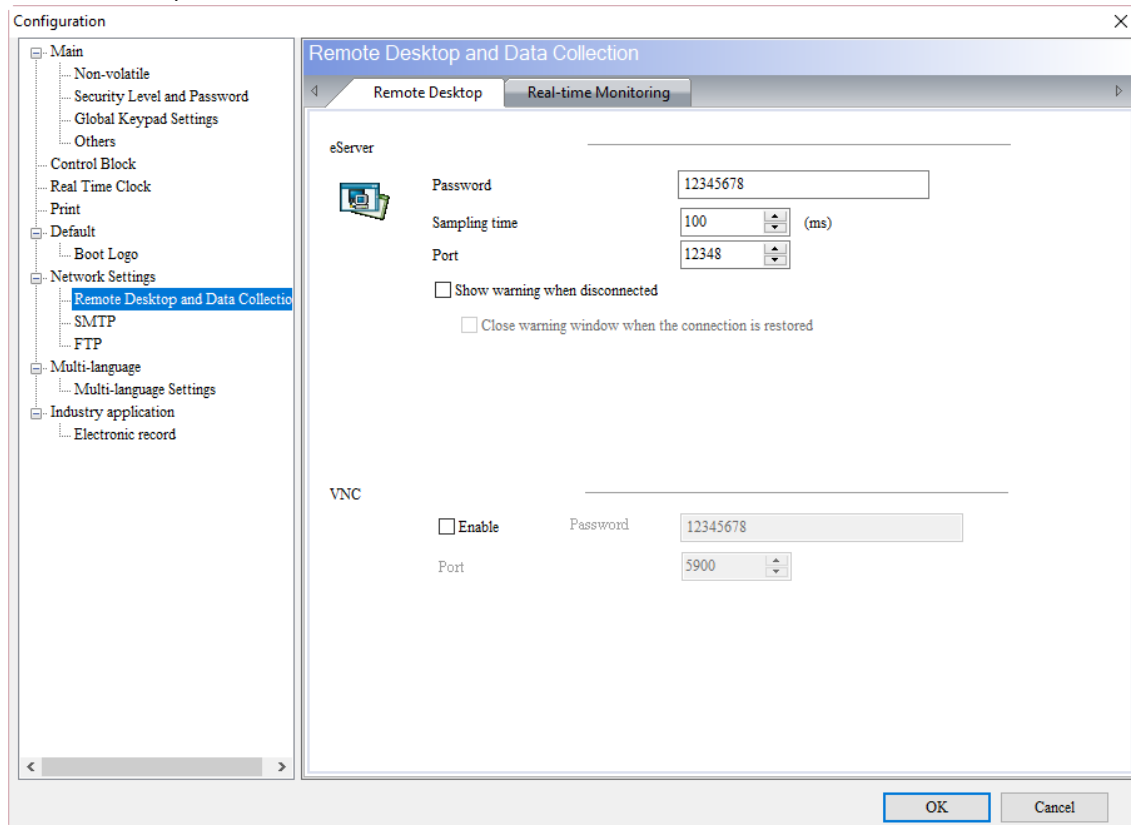 Configuration
Main
Non-volatile
Security Level and Password
Global Keypad Settings
Others
Control Block
Real Time Clock
Print
Default
Boot Logo
Network Settings
Remote Desktop and Data Collectio
SMTP
FTP
Multi-language
Multi-language Settings
Industry application
Electronic record
Remote Desktop and Data Collection
Remote Desktop Real-time Monitoring
eServer
Password 12345678
Sampling time 100 (ms)
Port 12348
Show warning when disconnected
Close warning window when the connection is restored
VNC
Enable Password 12345678
Port 5900
OK Cancel